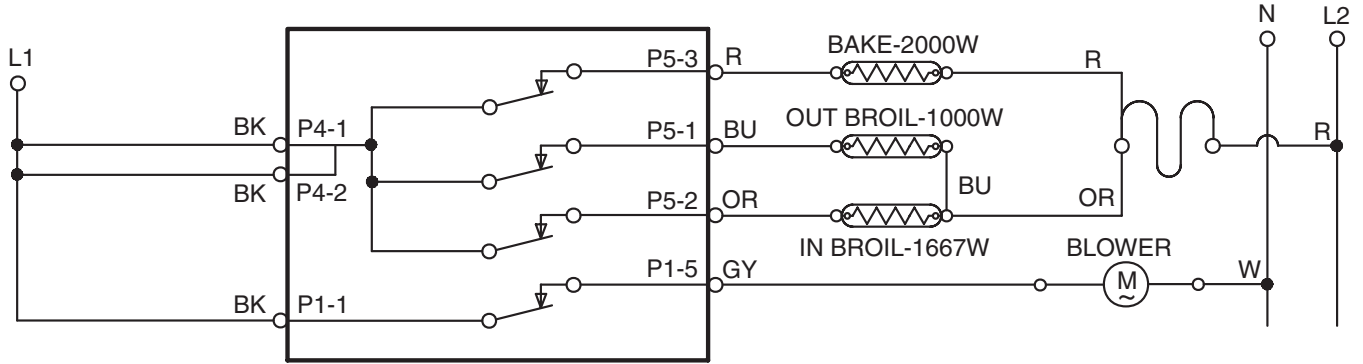 L1
N
L2
P5-3
R
BAKE-2000W
R
BK
P4-1
P5-1
BU
OUT BROIL-1000W
R
BK
P4-2
BU
P5-2
OR
OR
IN BROIL-1667W
BLOWER
P1-5
GY
M
~
W
BK
P1-1